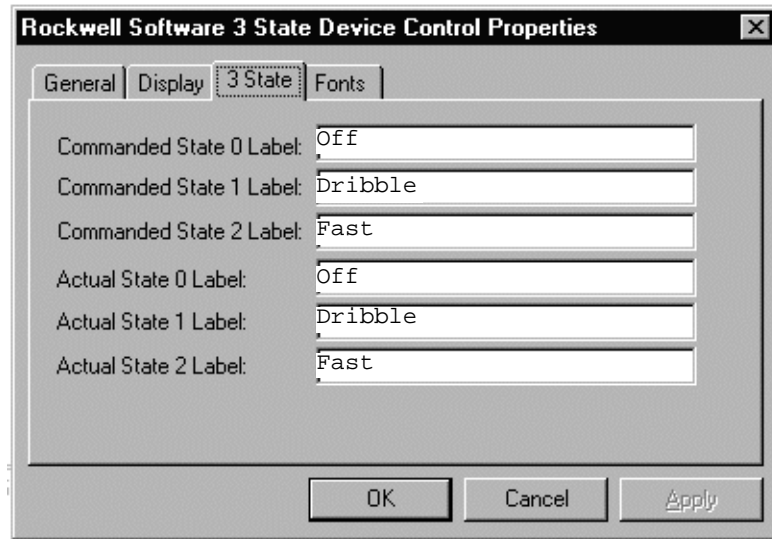 Rockwell Software 3 State Device Control Properties
General Display 3 State Fonts
Commanded State 0 Label: Off
Commanded State 1 Label: Dribble
Commanded State 2 Label: Fast
Actual State 0 Label: Off
Actual State 1 Label: Dribble
Actual State 2 Label: Fast
OK Cancel Apply